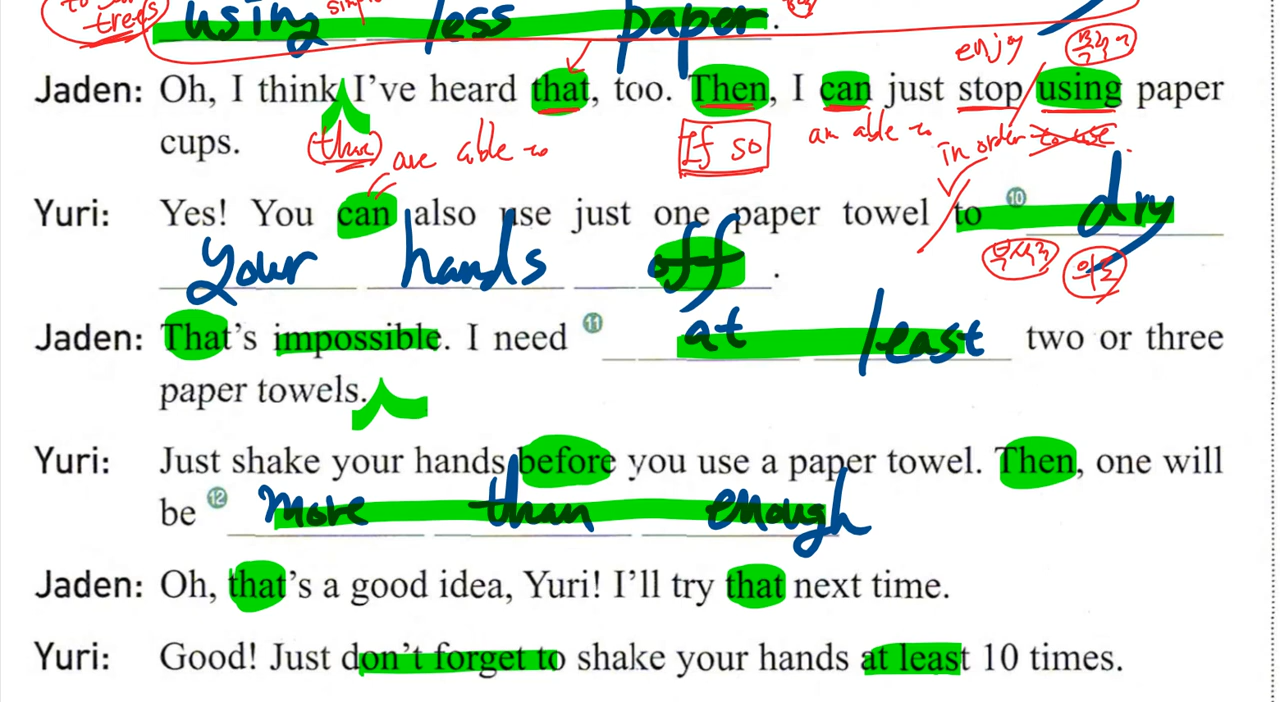 trees using less paper.
enjoy
Jaden: Oh, I think I've heard that, too. Then, I can just stop using paper
cups. (that) are able to If so am able to in order to use
Yuri: Yes! You can also use just one paper towel to ⑩ dry
your hands off.
Jaden: That's impossible. I need ⑪ at least two or three
paper towels.
Yuri: Just shake your hands before you use a paper towel. Then, one will
be ⑫ more than enough
Jaden: Oh, that's a good idea, Yuri! I'll try that next time.
Yuri: Good! Just don't forget to shake your hands at least 10 times.